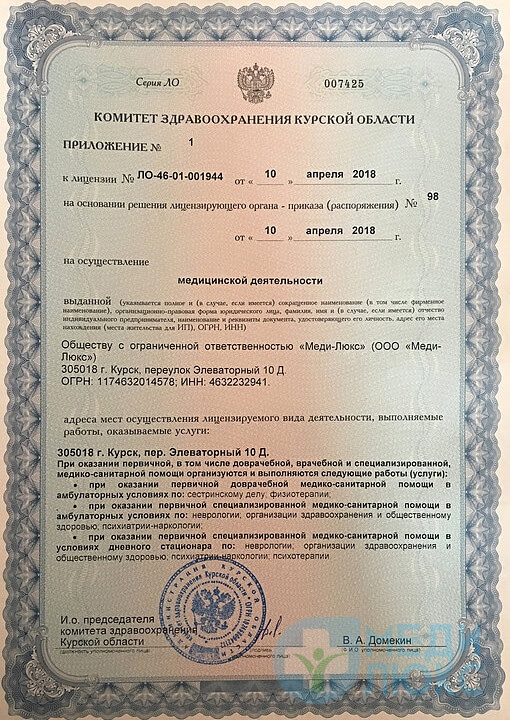 Серия ЛО
007425
КОМИТЕТ ЗДРАВООХРАНЕНИЯ КУРСКОЙ ОБЛАСТИ
ПРИЛОЖЕНИЕ № 1
к лицензии № ЛО-46-01-001944 от « 10 » апреля 2018 г.
на основании решения лицензирующего органа - приказа (распоряжения) № 98
от « 10 » апреля 2018 г.
на осуществление
медицинской деятельности
выданной (указывается полное и (в случае, если имеется) сокращенное наименование (в том числе фирменное
наименование), организационно-правовая форма юридического лица, фамилия, имя и (в случае, если имеется) отчество
индивидуального предпринимателя, наименование и реквизиты документа, удостоверяющего его личность, адрес его места
нахождения (места жительства для ИП), ОГРН, ИНН)
Обществу с ограниченной ответственностью «Меди-Люкс» (ООО «Меди-
Люкс»)
305018 г. Курск, переулок Элеваторный 10 Д.
ОГРН: 1174632014578; ИНН: 4632232941.
адреса мест осуществления лицензируемого вида деятельности, выполняемые
работы, оказываемые услуги:
305018 г. Курск, пер. Элеваторный 10 Д.
При оказании первичной, в том числе доврачебной, врачебной и специализированной,
медико-санитарной помощи организуются и выполняются следующие работы (услуги):
• при оказании первичной доврачебной медико-санитарной помощи в
амбулаторных условиях по: сестринскому делу; физиотерапии;
• при оказании первичной специализированной медико-санитарной помощи в
амбулаторных условиях по: неврологии; организации здравоохранения и общественному
здоровью; психиатрии-наркологии;
• при оказании первичной специализированной медико-санитарной помощи в
условиях дневного стационара по: неврологии, организации здравоохранения и
общественному здоровью, психиатрии-наркологии; психотерапии
И.о. председателя
комитета здравоохранения
Курской области
В. А. Домекин
(должность уполномоченного лица)
(подпись уполномоченного лица)
(Ф.И.О. уполномоченного лица)
МЕДИ
ЛЮКС